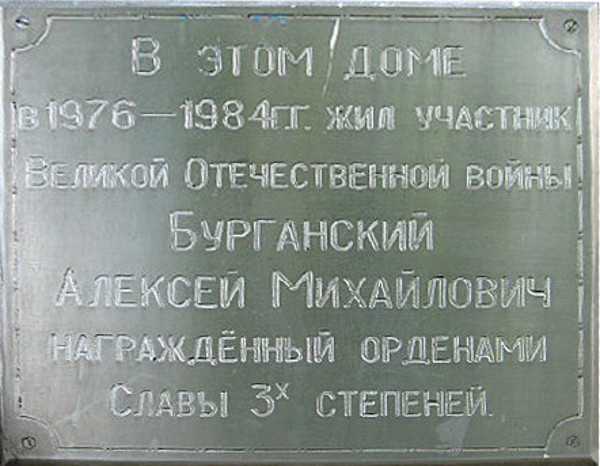 В этом доме
в 1976—1984гг. жил участник
Великой Отечественной войны
Бурганский
Алексей Михайлович
награждённый орденами
Славы 3х степеней.